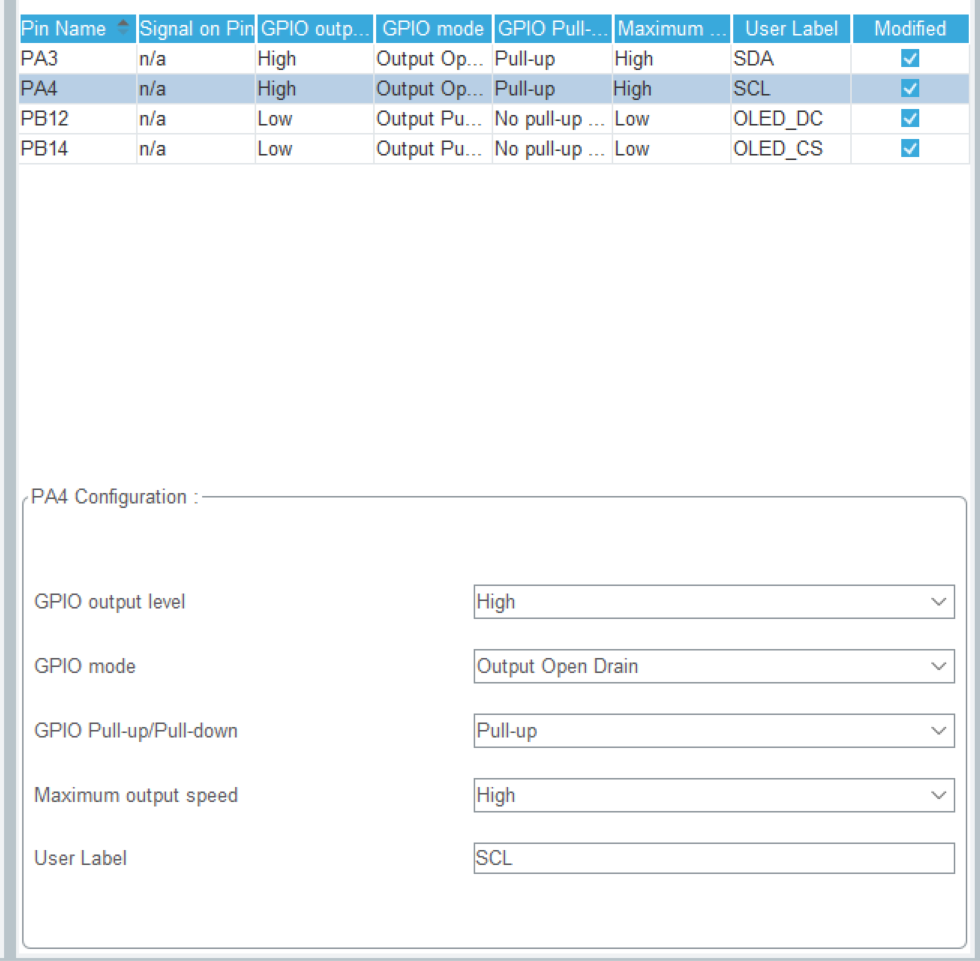 Pin Name Signal on Pin GPIO outp... GPIO mode GPIO Pull-... Maximum ... User Label Modified
PA3 n/a High Output Op... Pull-up High SDA
PA4 n/a High Output Op... Pull-up High SCL
PB12 n/a Low Output Pu... No pull-up ... Low OLED_DC
PB14 n/a Low Output Pu... No pull-up ... Low OLED_CS
PA4 Configuration :
GPIO output level High
GPIO mode Output Open Drain
GPIO Pull-up/Pull-down Pull-up
Maximum output speed High
User Label SCL